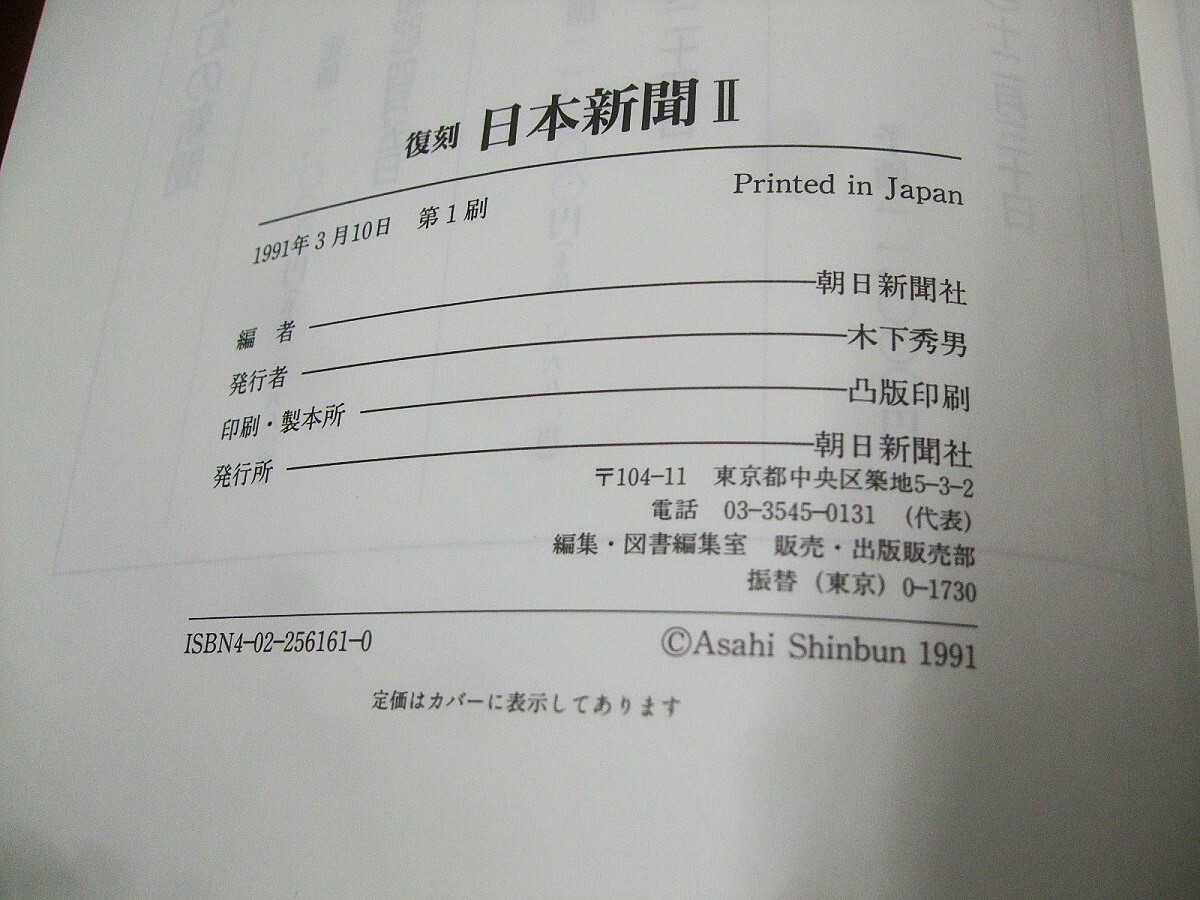 復刻 日本新聞Ⅱ
Printed in Japan
1991年3月10日 第1刷
編 者――朝日新聞社
発行者――木下秀男
印刷・製本所――凸版印刷
発行所――朝日新聞社
〒104-11 東京都中央区築地5-3-2
電話 03-3545-0131 (代表)
編集・図書編集室 販売・出版販売部
振替 (東京) 0-1730
ISBN4-02-256161-0
©Asahi Shinbun 1991
定価はカバーに表示してあります